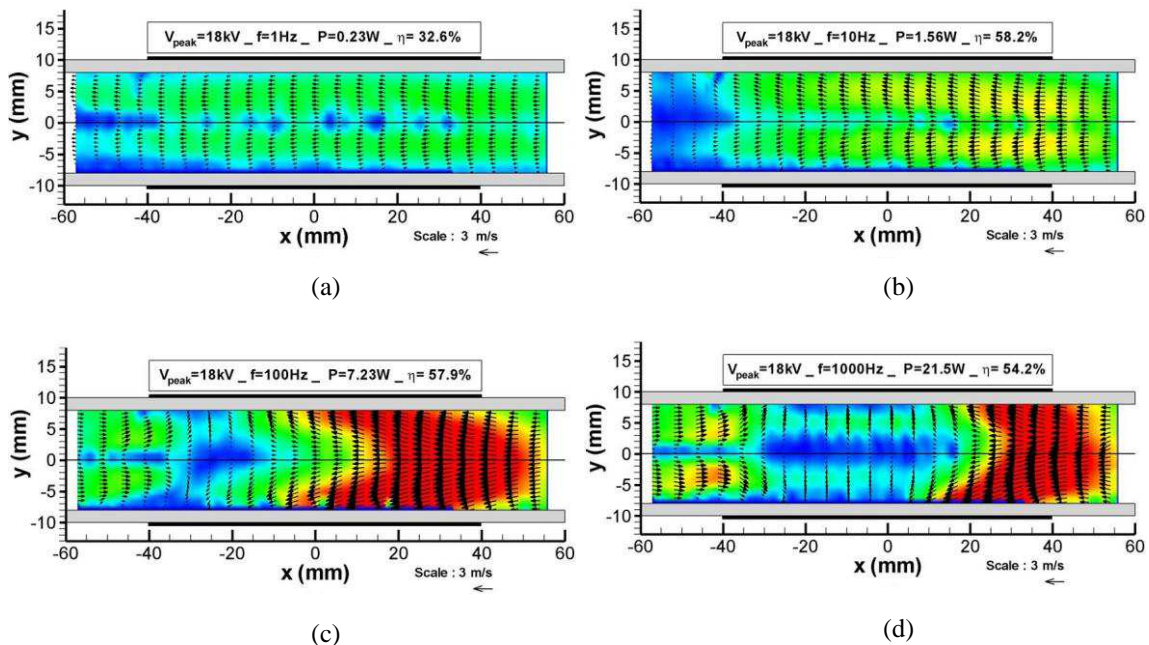 V_peak=18kV _ f=1Hz _ P=0.23W _ η= 32.6%
15
10
5
0
-5
-10
y (mm)
-60 -40 -20 0 20 40 60
x (mm)
Scale : 3 m/s
(a)
V_peak=18kV _ f=10Hz _ P=1.56W _ η= 58.2%
15
10
5
0
-5
-10
y (mm)
-60 -40 -20 0 20 40 60
x (mm)
Scale : 3 m/s
(b)
V_peak=18kV _ f=100Hz _ P=7.23W _ η= 57.9%
15
10
5
0
-5
-10
y (mm)
-60 -40 -20 0 20 40 60
x (mm)
Scale : 3 m/s
(c)
V_peak=18kV _ f=1000Hz _ P=21.5W _ η= 54.2%
15
10
5
0
-5
-10
y (mm)
-60 -40 -20 0 20 40 60
x (mm)
Scale : 3 m/s
(d)